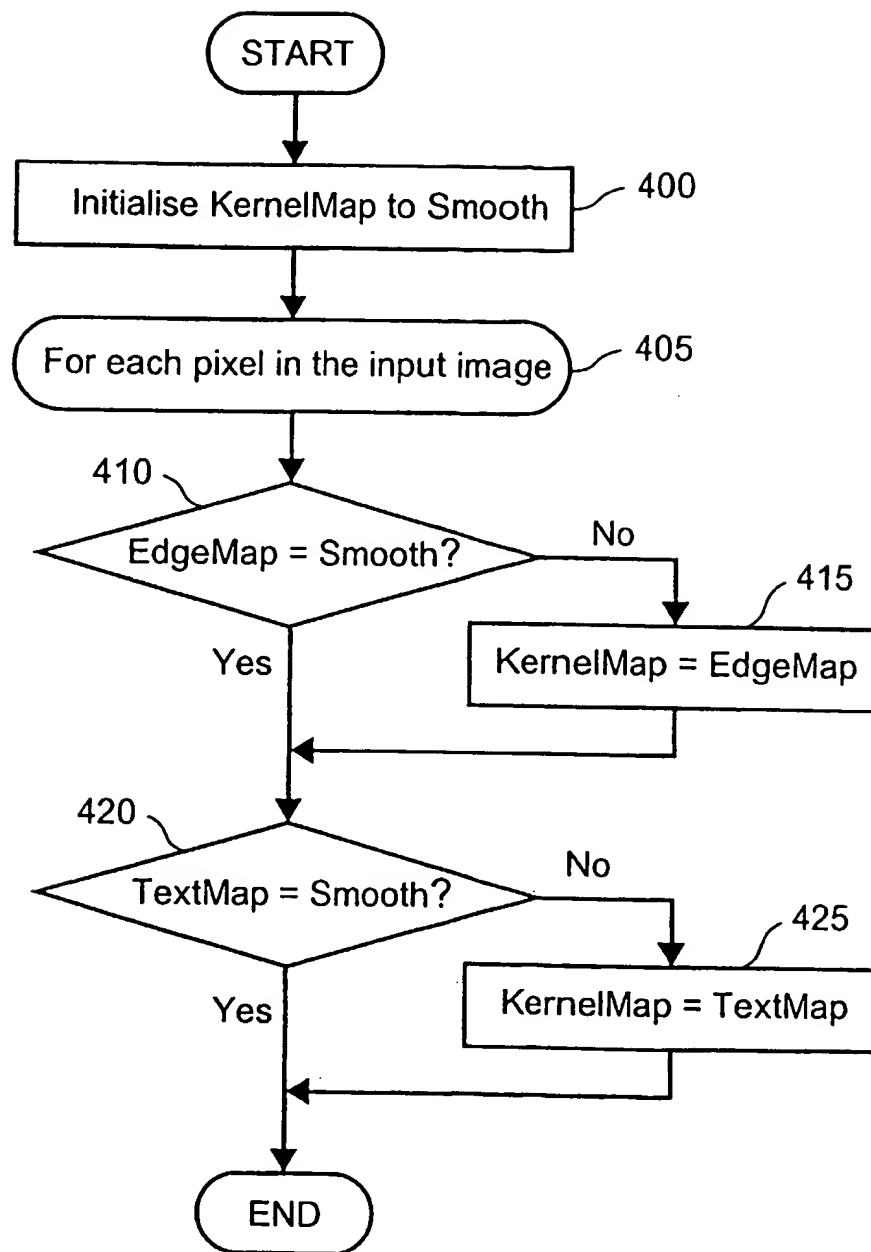 START
Initialise KernelMap to Smooth
400
For each pixel in the input image
405
410
EdgeMap = Smooth?
No
415
Yes
KernelMap = EdgeMap
420
TextMap = Smooth?
No
425
Yes
KernelMap = TextMap
END